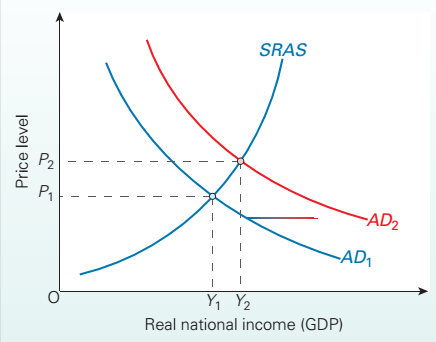 SRAS
Price level
P2
P1
AD2
AD1
O
Y1 Y2
Real national income (GDP)